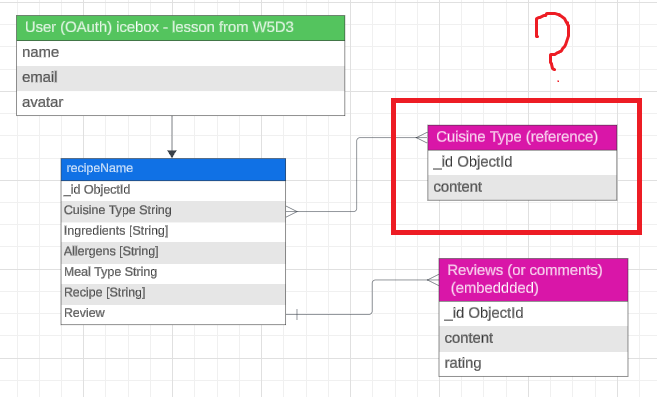 User (OAuth) icebox - lesson from W5D3
name
email
avatar
?
Cuisine Type (reference)
_id ObjectId
content
recipeName
_id ObjectId
Cuisine Type String
Ingredients [String]
Allergens [String]
Meal Type String
Recipe [String]
Review
Reviews (or comments)
(embeddded)
_id ObjectId
content
rating